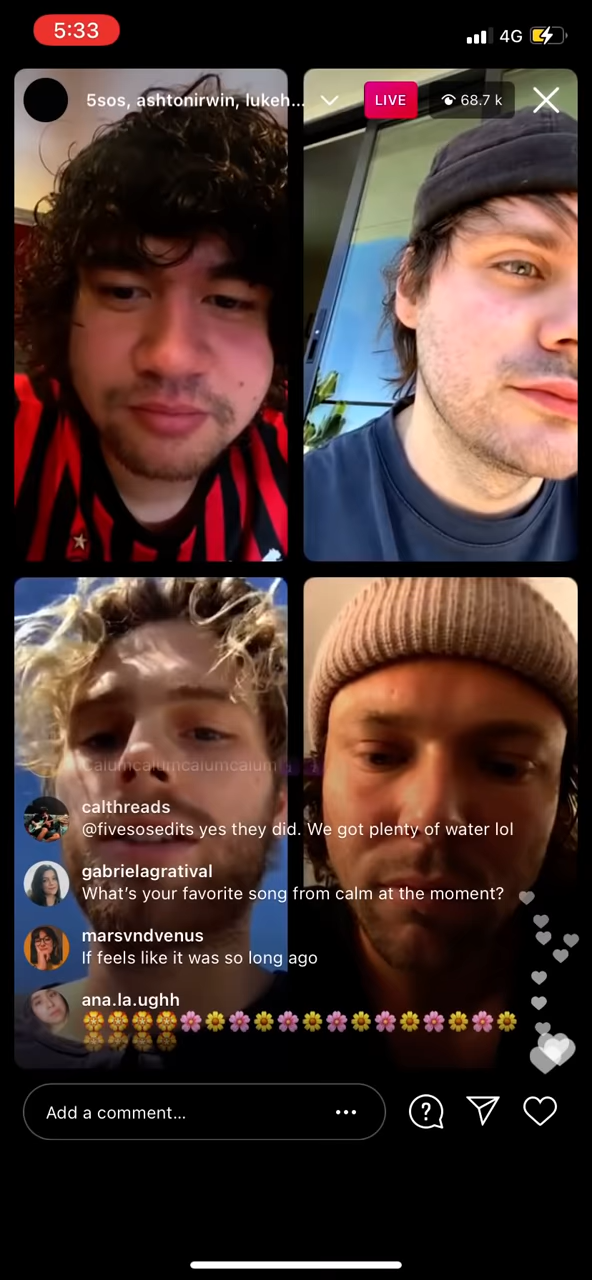 5:33
4G
5sos, ashtonirwin, lukeh...
LIVE
68.7 k
calumcalumcalumcalum
calthreads
@fivesosedits yes they did. We got plenty of water lol
gabrielagratival
What's your favorite song from calm at the moment?
marsvndvenus
If feels like it was so long ago
ana.la.ughh
🏵️🏵️🏵️🏵️🌸🌼🌸🌼🌸🌼🌸🌼🌸🌼🌸🌼🌸🌼
🏵️🏵️🏵️🏵️
Add a comment...